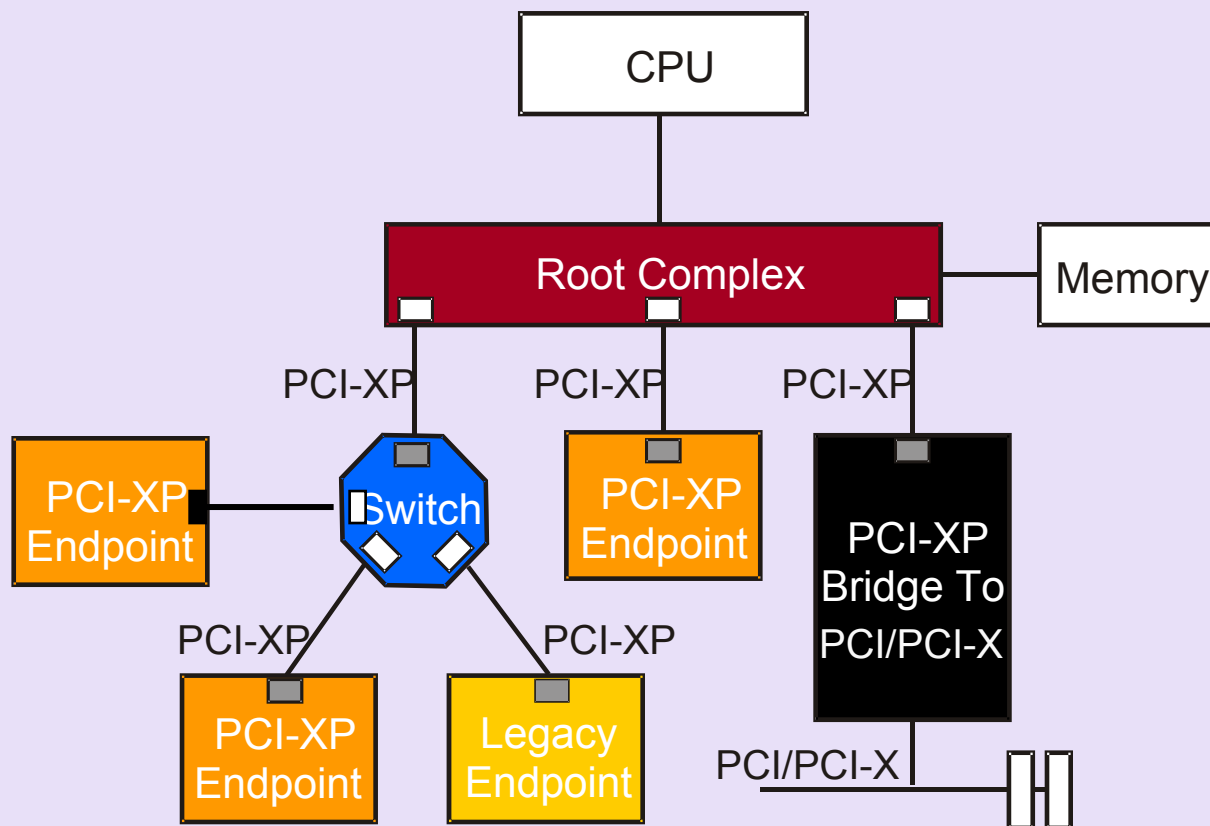 CPU
Root Complex
Memory
PCI-XP
PCI-XP
PCI-XP
PCI-XP
Endpoint
Switch
PCI-XP
Endpoint
PCI-XP
Bridge To
PCI/PCI-X
PCI-XP
PCI-XP
PCI-XP
Endpoint
Legacy
Endpoint
PCI/PCI-X